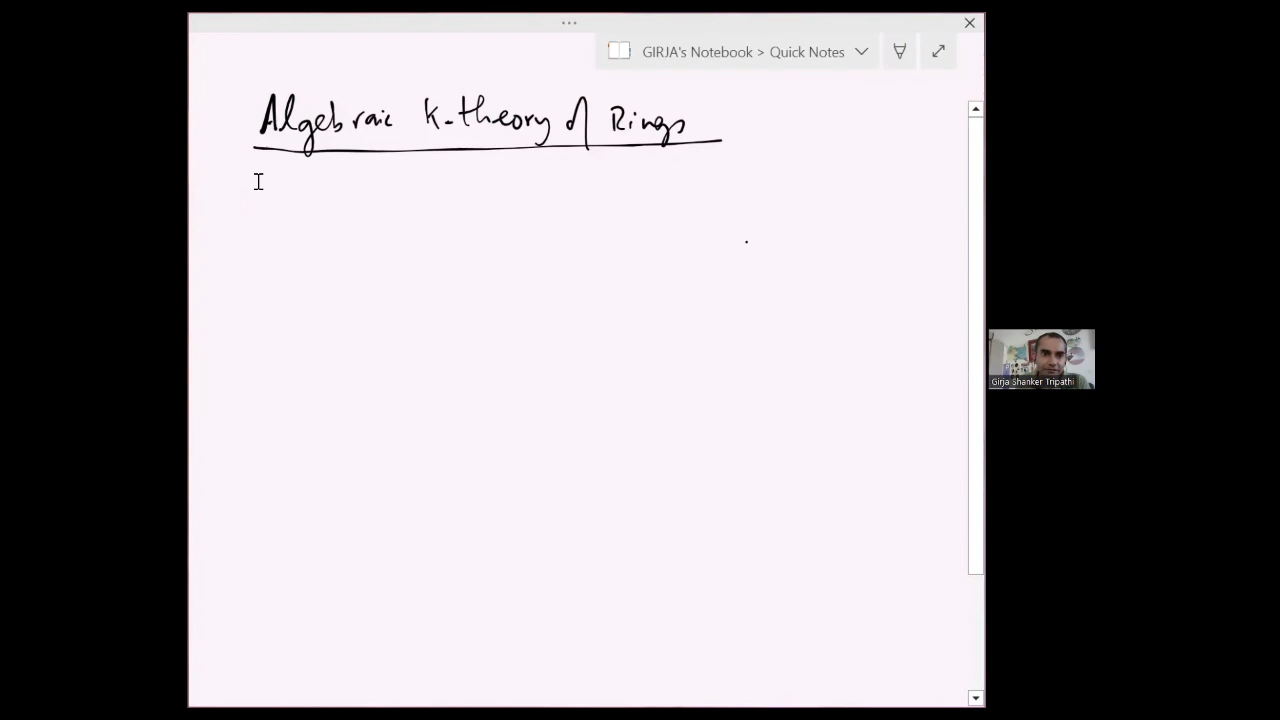 GIRJA's Notebook > Quick Notes
Algebraic K-theory of Rings
Girja Shanker Tripathi